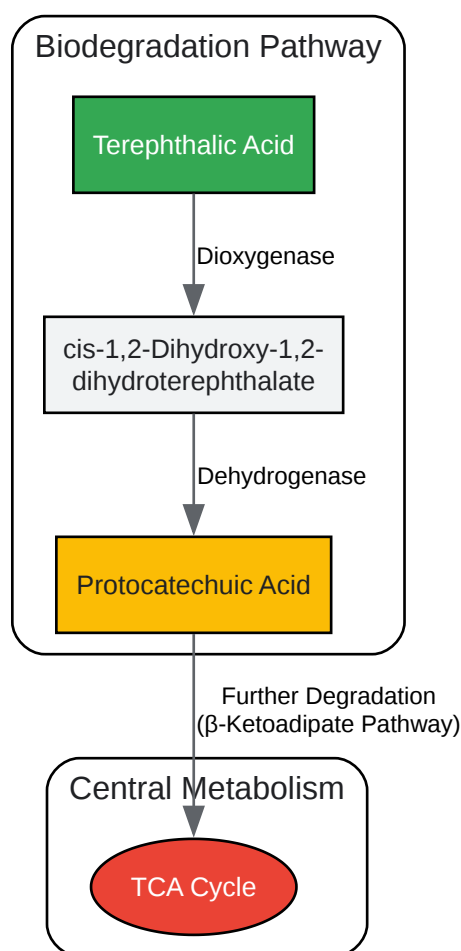 Biodegradation Pathway
Terephthalic Acid
Dioxygenase
cis-1,2-Dihydroxy-1,2-
dihydroterephthalate
Dehydrogenase
Protocatechuic Acid
Further Degradation
(β-Ketoadipate Pathway)
Central Metabolism
TCA Cycle